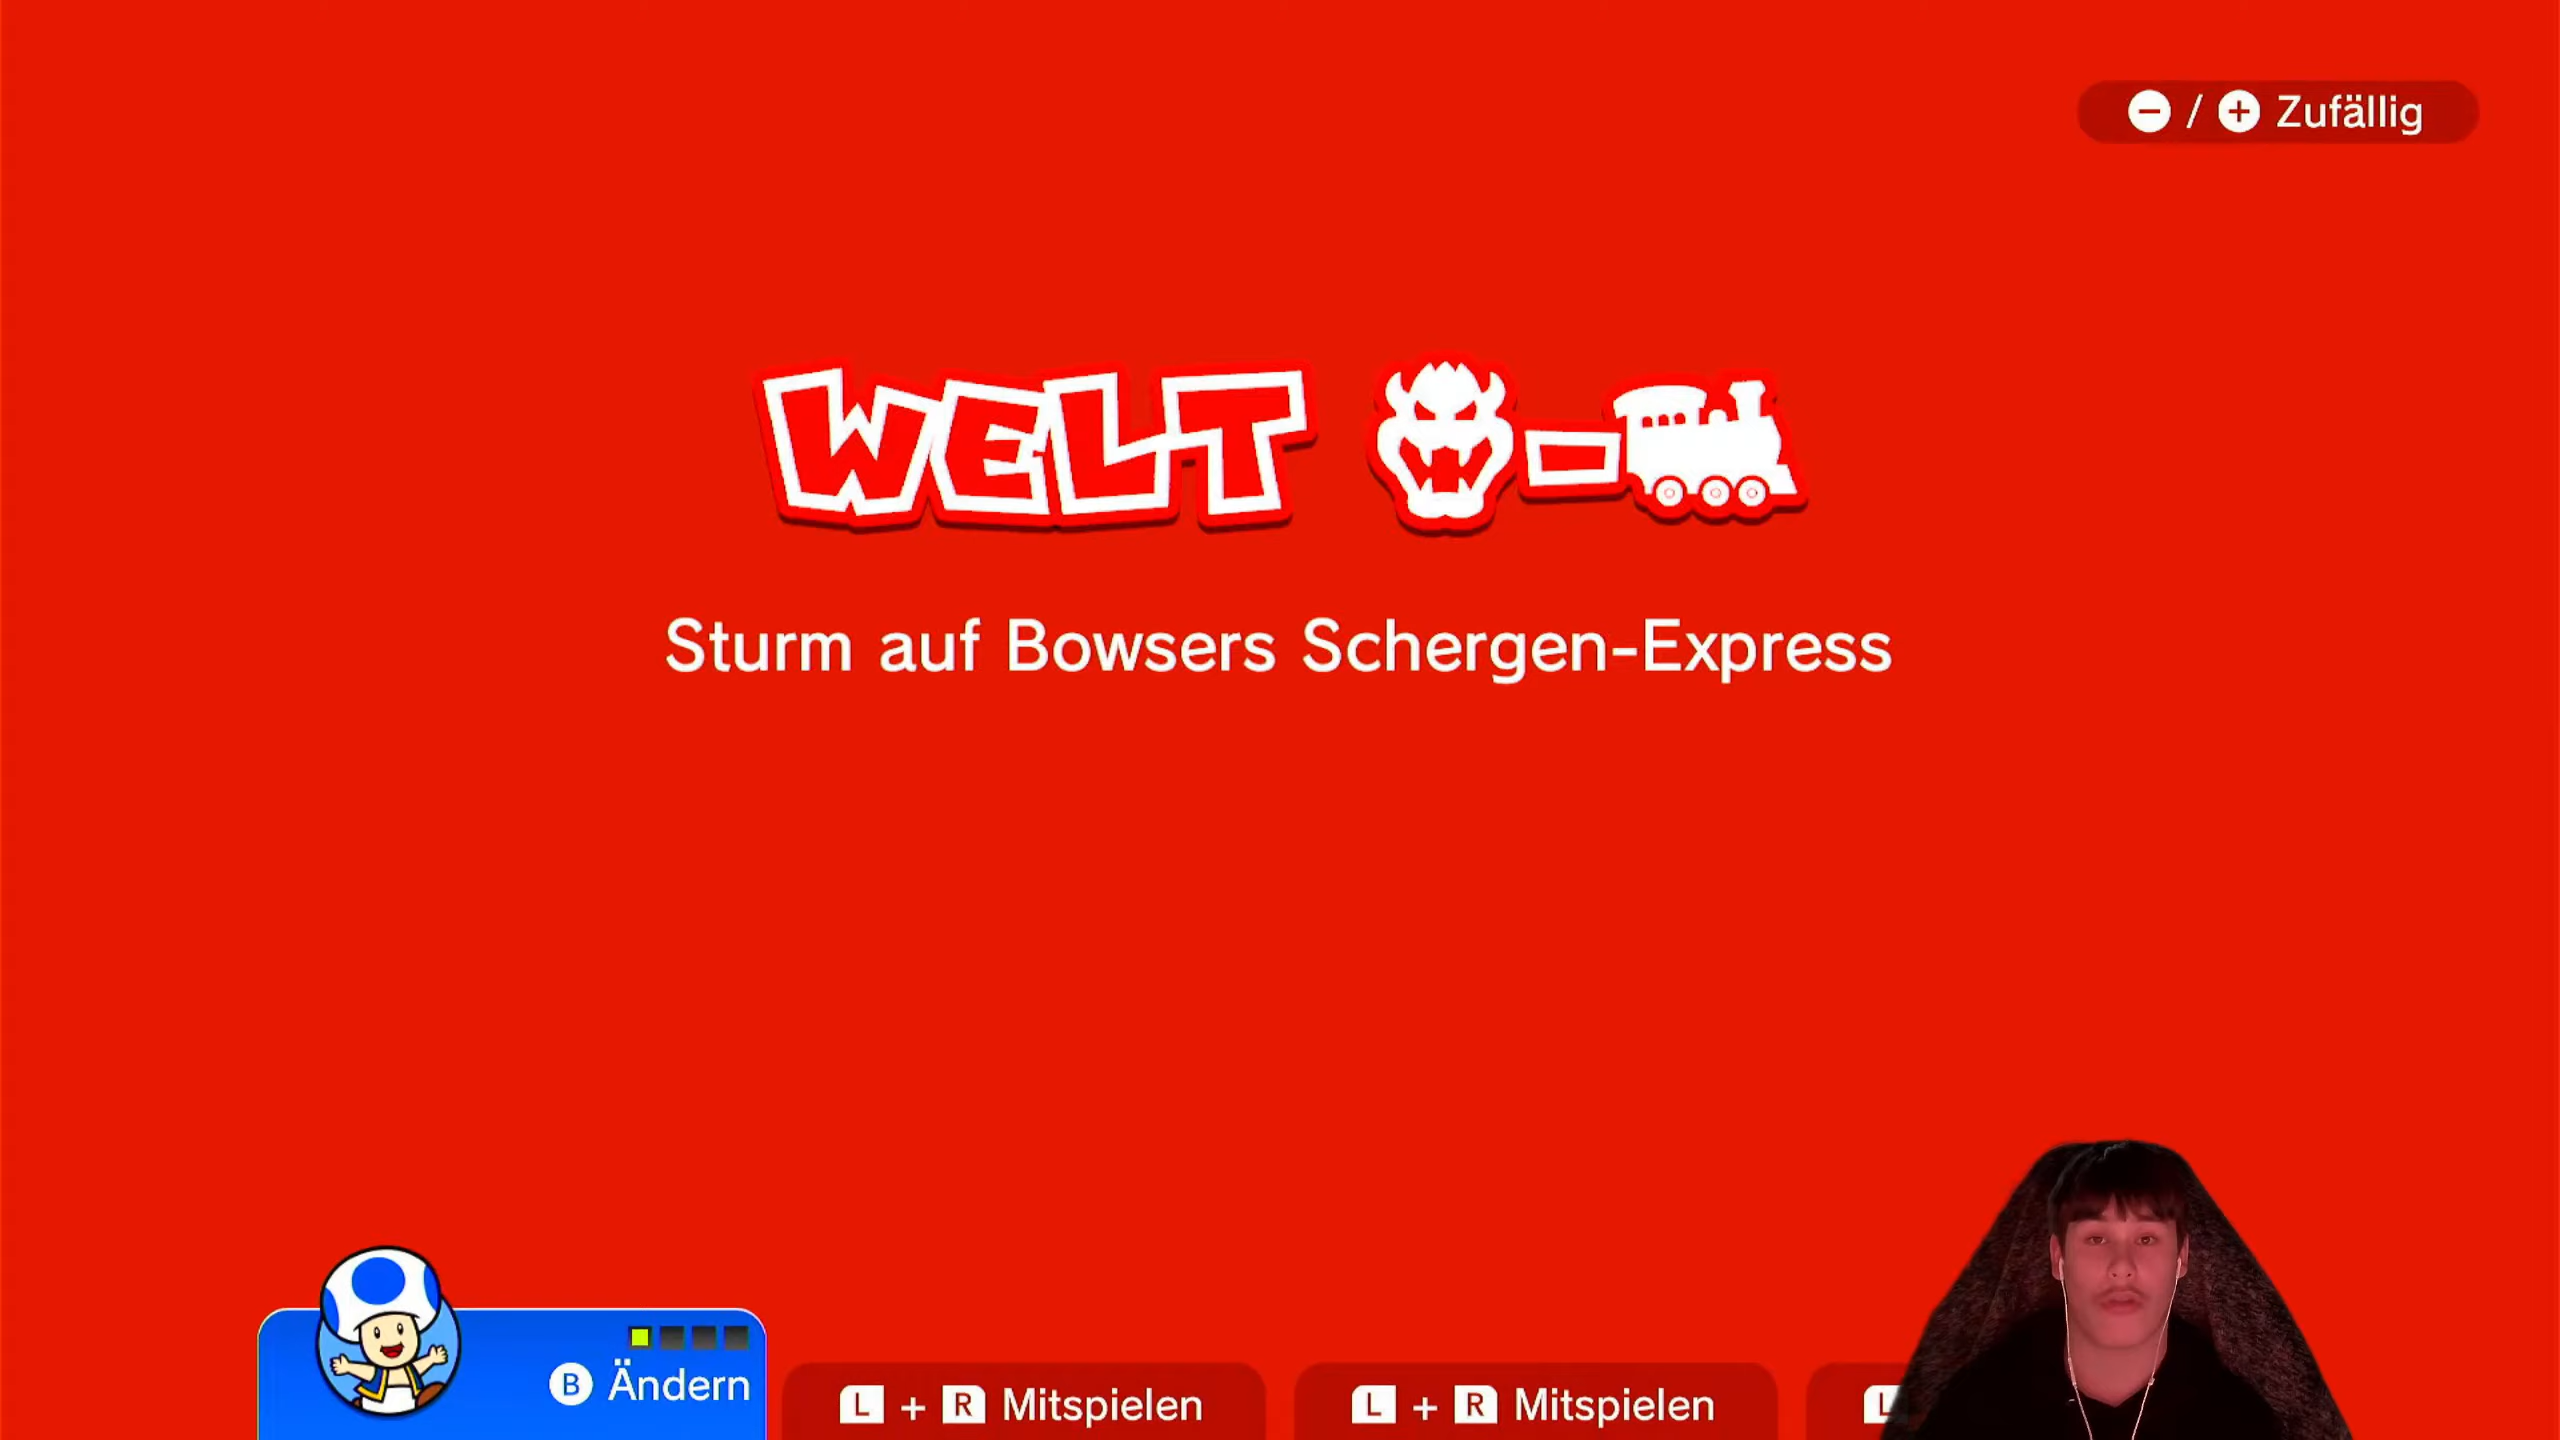 - / + Zufällig
WELT -
Sturm auf Bowsers Schergen-Express
B Ändern
L + R Mitspielen
L + R Mitspielen
L